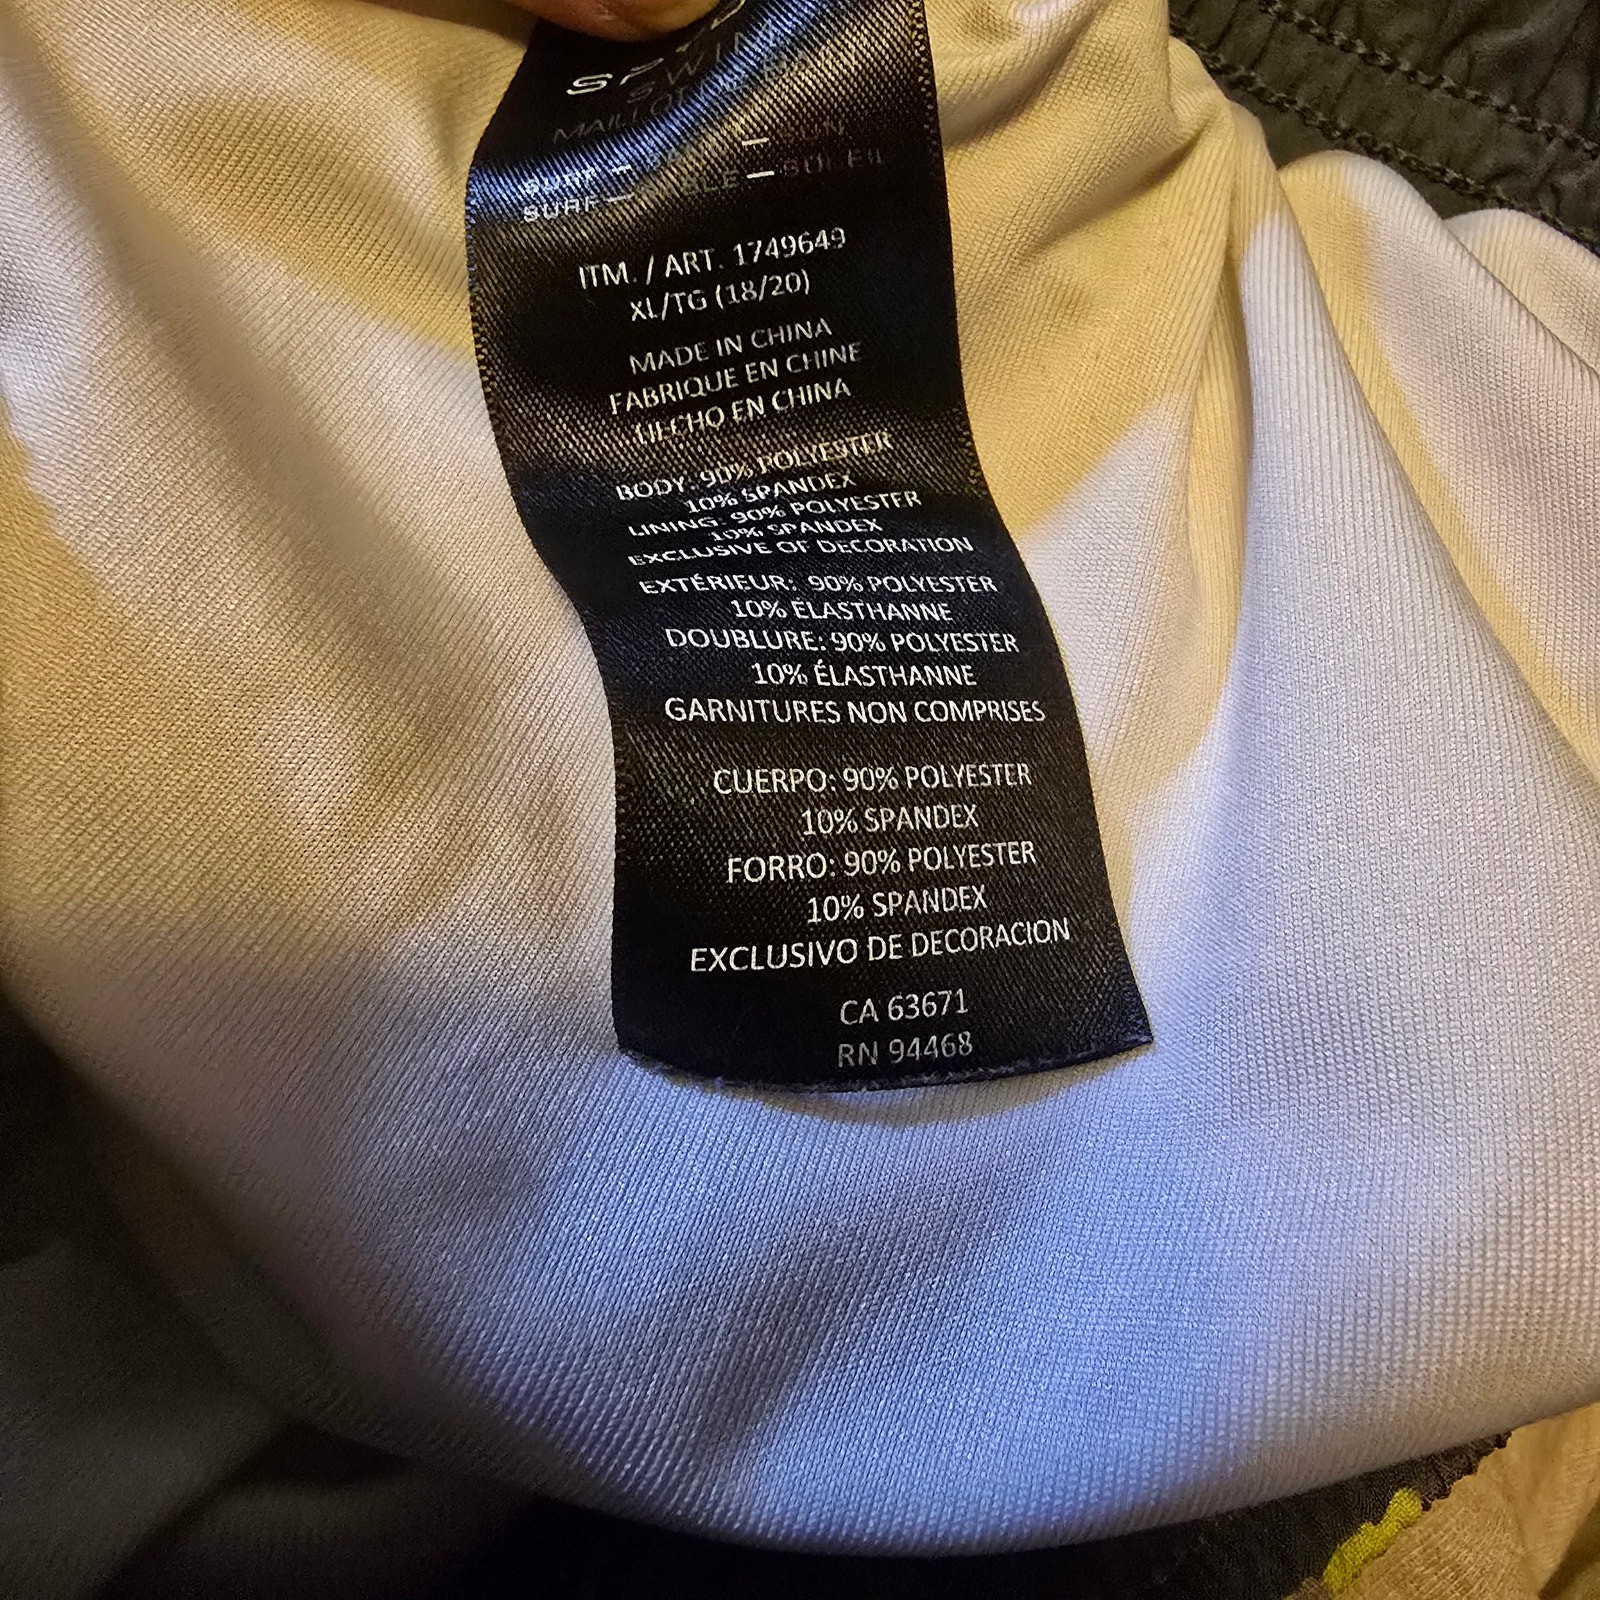 SURF —
SURF — — SOLEIL
ITM. / ART. 1749649
XL/TG (18/20)
MADE IN CHINA
FABRIQUE EN CHINE
HECHO EN CHINA
BODY: 90% POLYESTER
10% SPANDEX
LINING: 90% POLYESTER
10% SPANDEX
EXCLUSIVE OF DECORATION
EXTÉRIEUR: 90% POLYESTER
10% ÉLASTHANNE
DOUBLURE: 90% POLYESTER
10% ÉLASTHANNE
GARNITURES NON COMPRISES
CUERPO: 90% POLYESTER
10% SPANDEX
FORRO: 90% POLYESTER
10% SPANDEX
EXCLUSIVO DE DECORACION
CA 63671
RN 94468